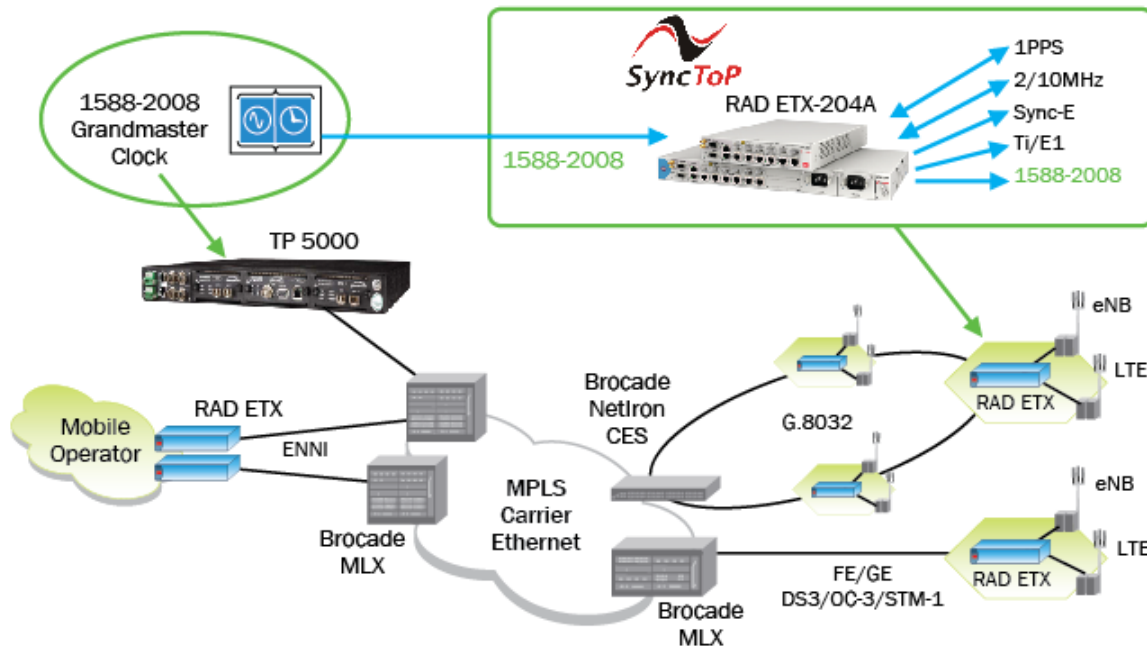 1588-2008
Grandmaster
Clock
1588-2008
SyncToP
RAD ETX-204A
1PPS
2/10MHz
Sync-E
Ti/E1
1588-2008
TP 5000
Mobile
Operator
RAD ETX
ENNI
Brocade
MLX
MPLS
Carrier
Ethernet
Brocade
NetIron
CES
G.8032
RAD ETX
eNB
LTE
Brocade
MLX
FE/GE
DS3/OC-3/STM-1
RAD ETX
eNB
LTE